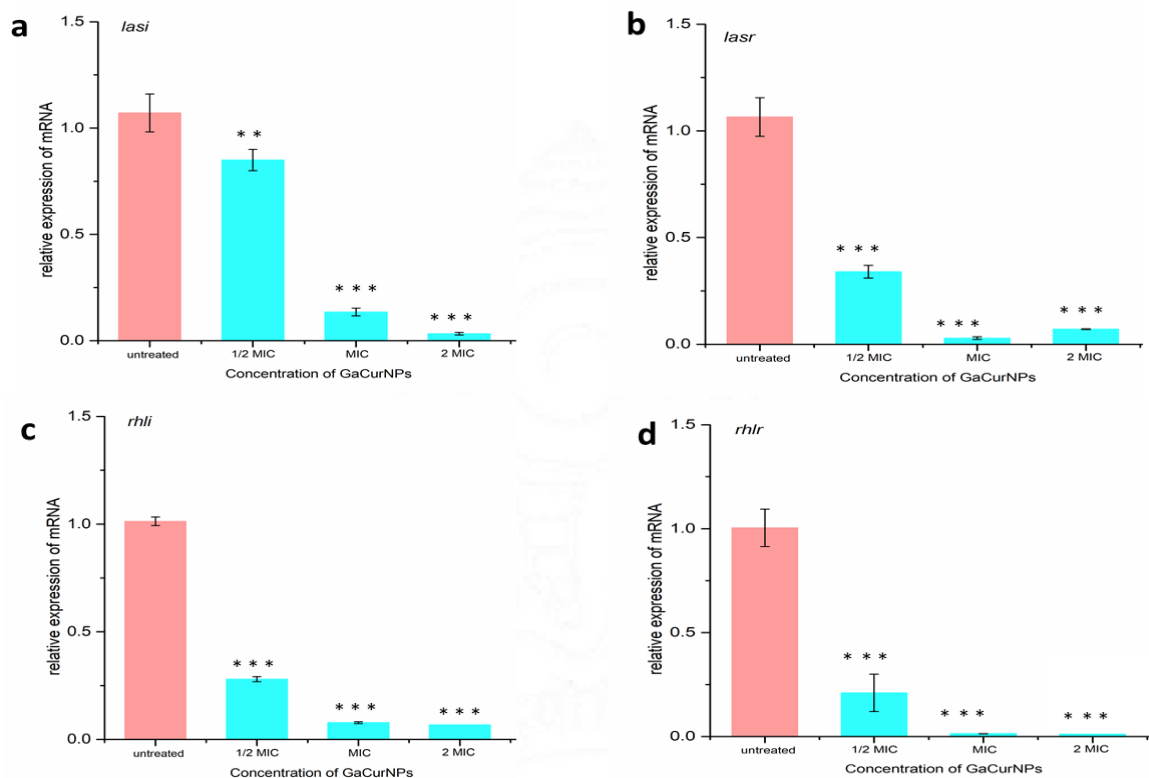 a
lasi
relative expression of mRNA
1.5
1.0
0.5
0.0
* *
* * *
* * *
untreated 1/2 MIC MIC 2 MIC
Concentration of GaCurNPs
b
lasr
relative expression of mRNA
1.5
1.0
0.5
0.0
* * *
* * *
* * *
untreated 1/2 MIC MIC 2 MIC
Concentration of GaCurNPs
c
rhli
relative expression of mRNA
1.5
1.0
0.5
0.0
* * *
* * *
* * *
untreated 1/2 MIC MIC 2 MIC
Concentration of GaCurNPs
d
rhlr
relative expression of mRNA
1.5
1.0
0.5
0.0
* * *
* * *
* * *
untreated 1/2 MIC MIC 2 MIC
Concentration of GaCurNPs